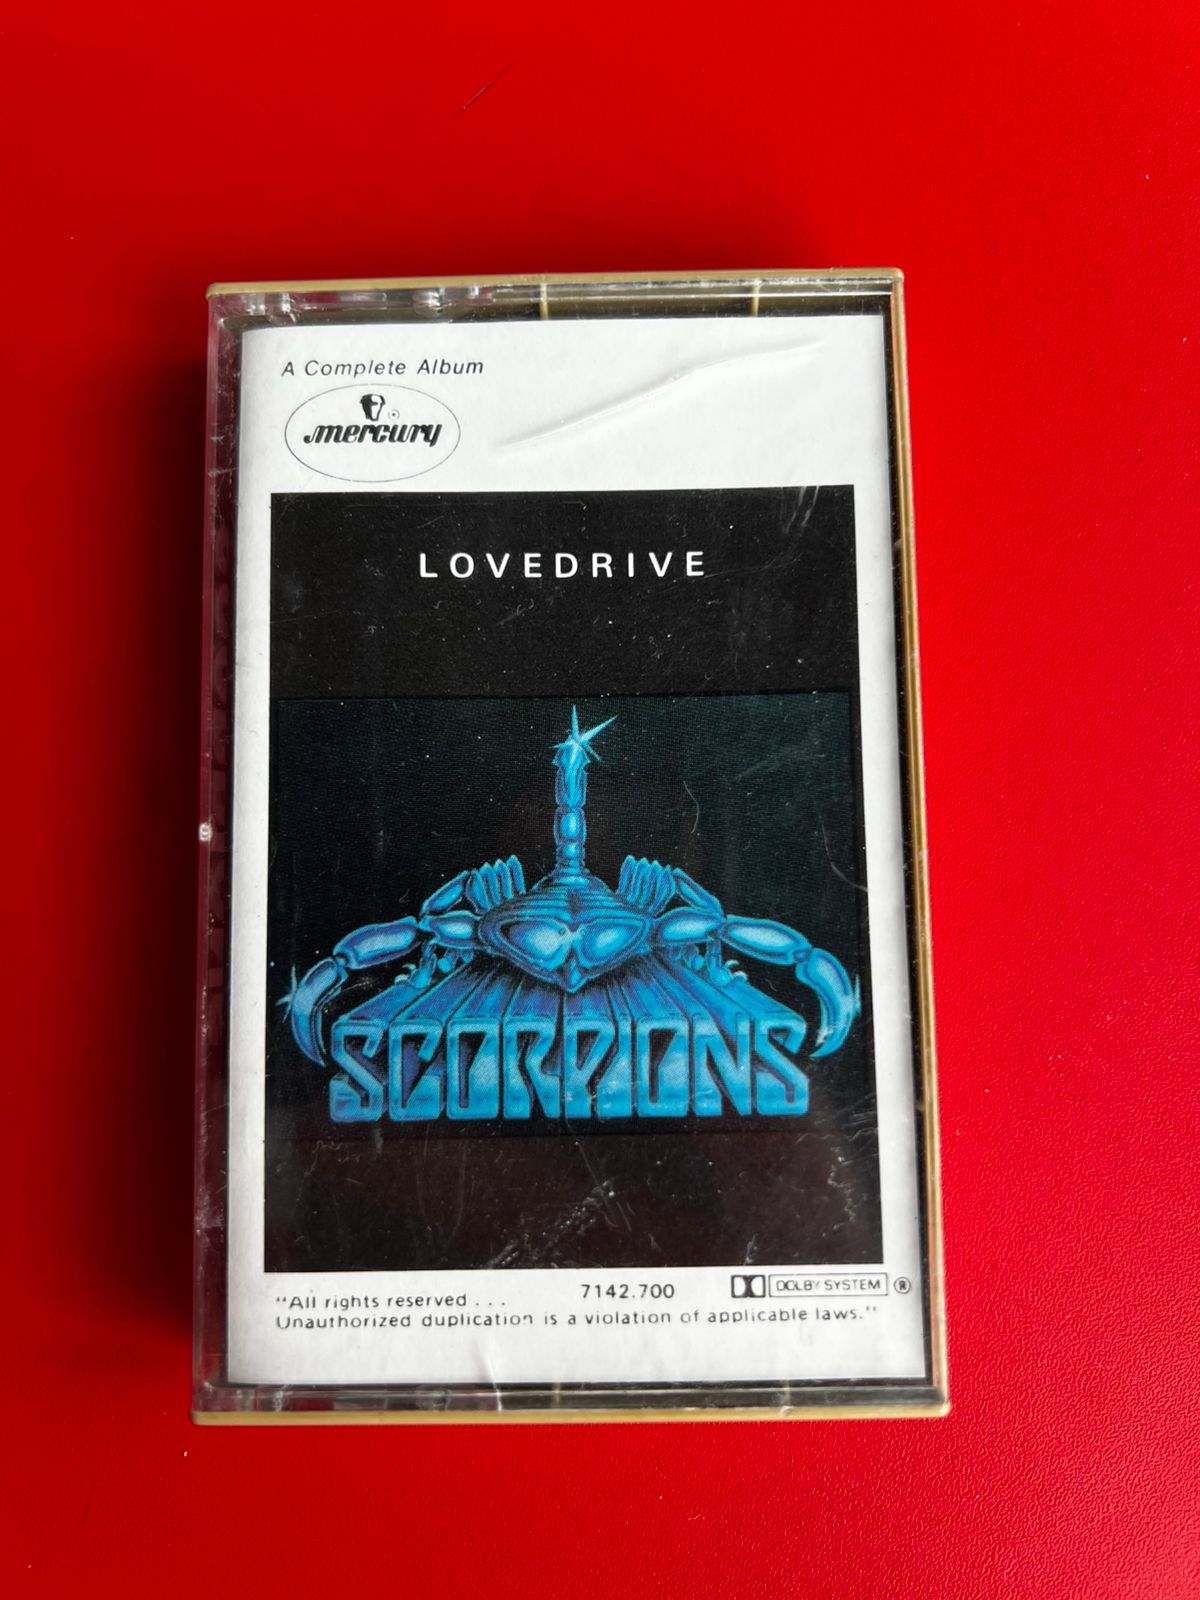 A Complete Album
mercury
LOVEDRIVE
SCORPIONS
7142.700 DOLBY SYSTEM ®
"All rights reserved . . .
Unauthorized duplication is a violation of applicable laws."